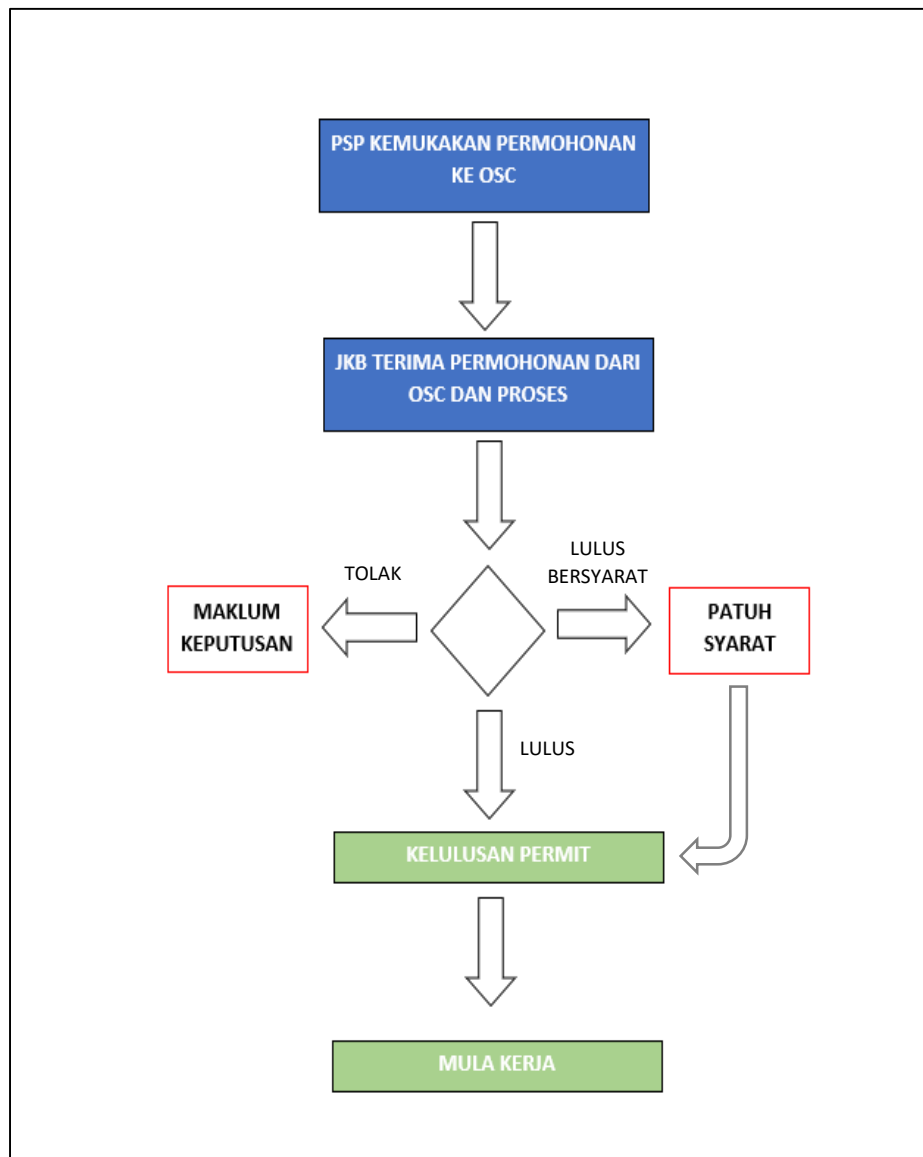 PSP KEMUKAKAN PERMOHONAN
KE OSC
JKB TERIMA PERMOHONAN DARI
OSC DAN PROSES
TOLAK
LULUS
BERSYARAT
MAKLUM
KEPUTUSAN
PATUH
SYARAT
LULUS
KELULUSAN PERMIT
MULA KERJA